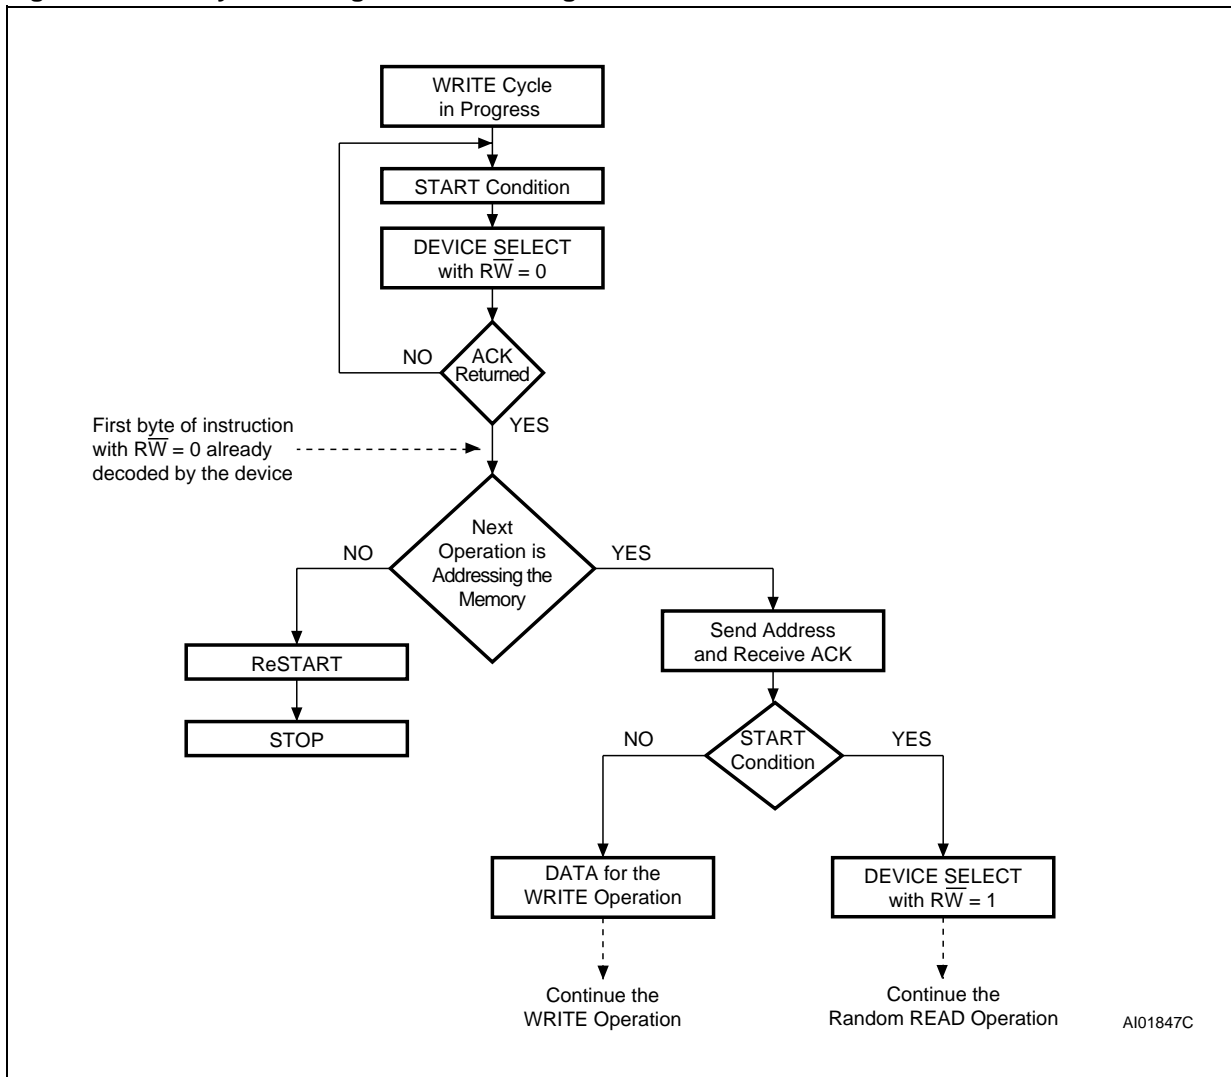 WRITE Cycle
in Progress
START Condition
DEVICE SELECT
with RW̅ = 0
NO
ACK
Returned
YES
First byte of instruction
with RW̅ = 0 already
decoded by the device
Next
Operation is
Addressing the
Memory
NO
YES
ReSTART
STOP
Send Address
and Receive ACK
NO
START
Condition
YES
DATA for the
WRITE Operation
DEVICE SELECT
with RW̅ = 1
Continue the
WRITE Operation
Continue the
Random READ Operation
AI01847C